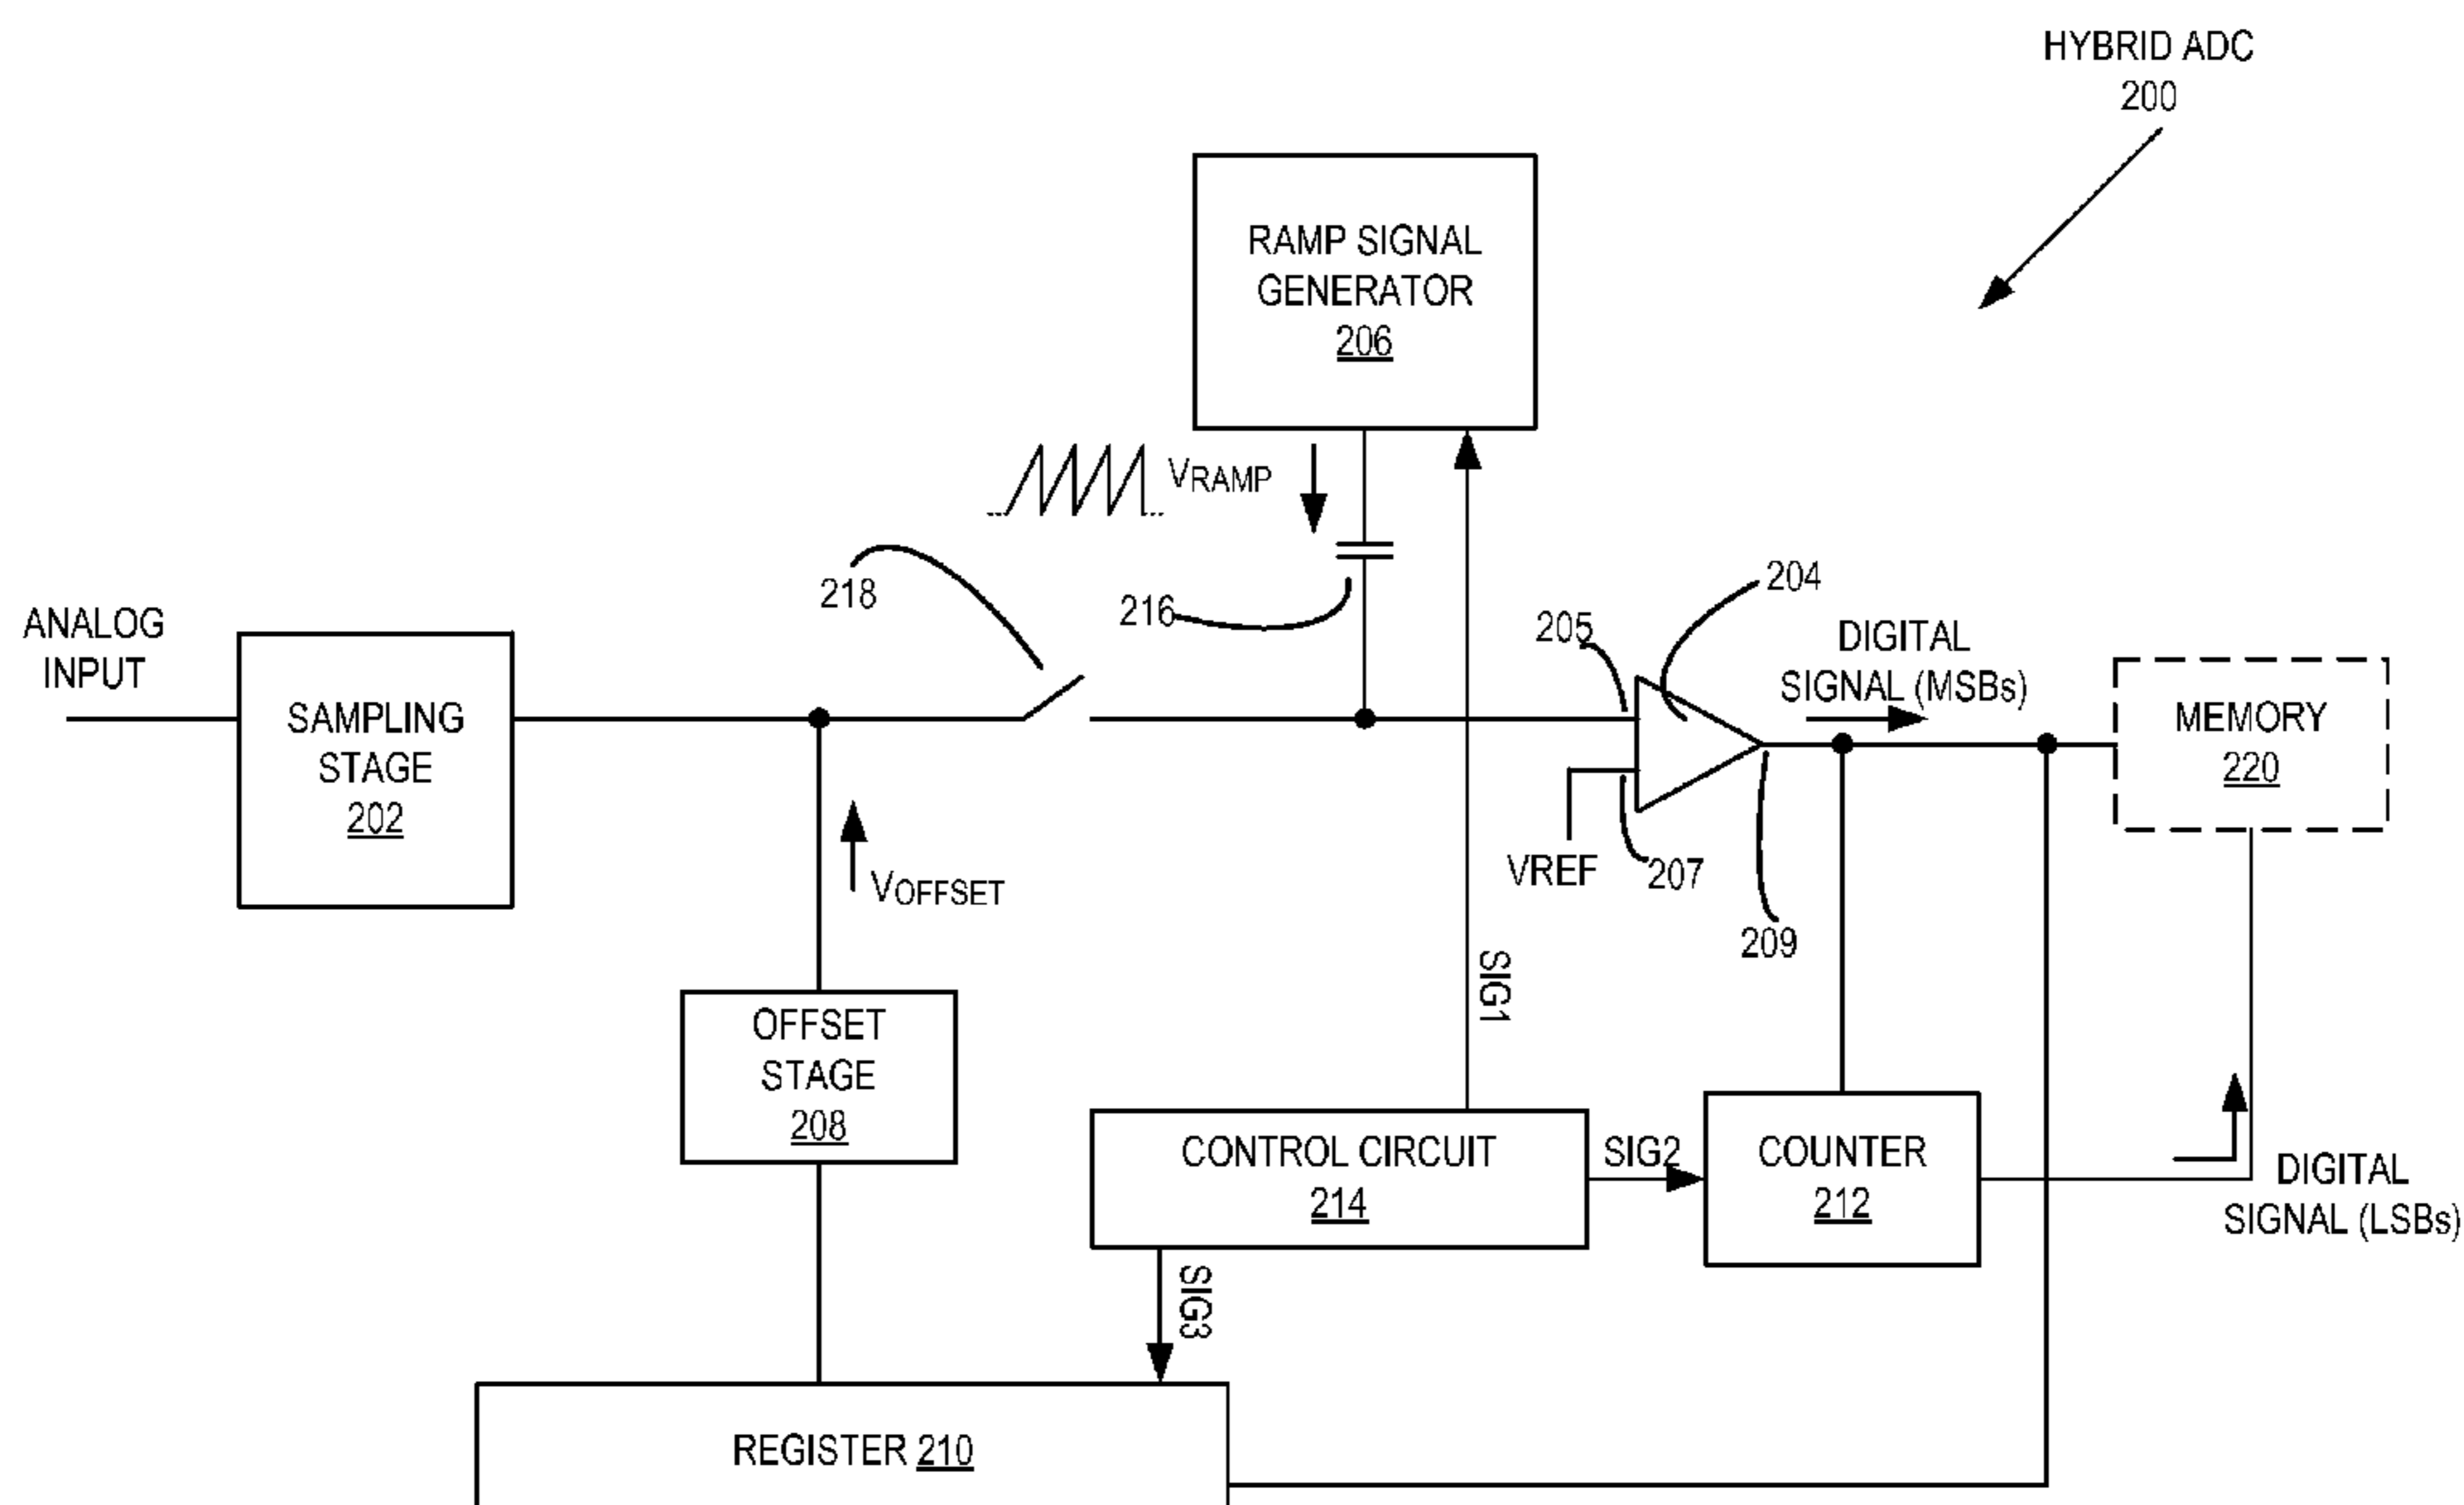 HYBRID ADC
200
RAMP SIGNAL
GENERATOR
206
VRAMP
218
216
204
205
ANALOG
INPUT
SAMPLING
STAGE
202
DIGITAL
SIGNAL (MSBs)
MEMORY
220
VREF
207
VOFFSET
209
SIG1
OFFSET
STAGE
208
CONTROL CIRCUIT
214
SIG2
COUNTER
212
DIGITAL
SIGNAL (LSBs)
SIG3
REGISTER 210